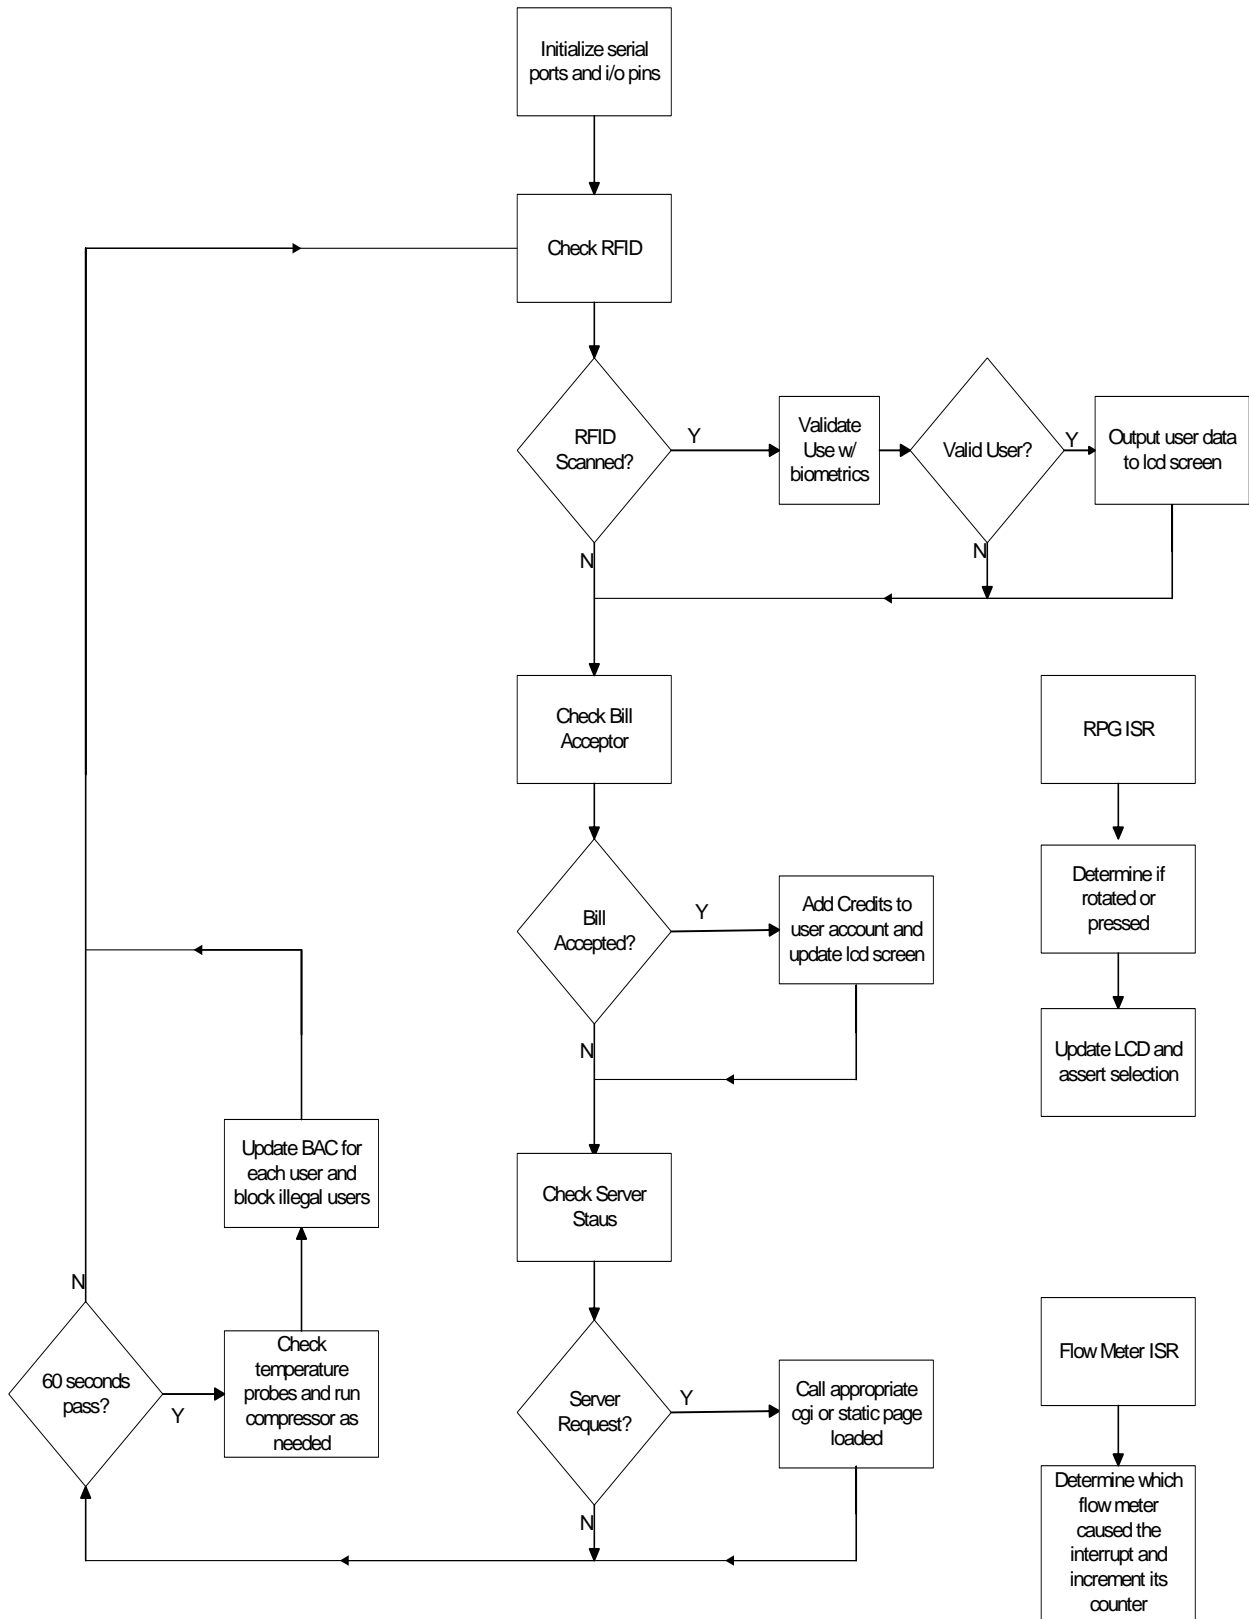 Initialize serial
ports and i/o pins
Check RFID
RFID
Scanned?
Y
Validate
Use w/
biometrics
Valid User?
Y
Output user data
to lcd screen
N
N
Check Bill
Acceptor
RPG ISR
Bill
Accepted?
Y
Add Credits to
user account and
update lcd screen
Determine if
rotated or
pressed
N
Update LCD and
assert selection
Update BAC for
each user and
block illegal users
Check Server
Staus
N
60 seconds
pass?
Y
Check
temperature
probes and run
compressor as
needed
Server
Request?
Y
Call appropriate
cgi or static page
loaded
Flow Meter ISR
N
Determine which
flow meter
caused the
interrupt and
increment its
counter